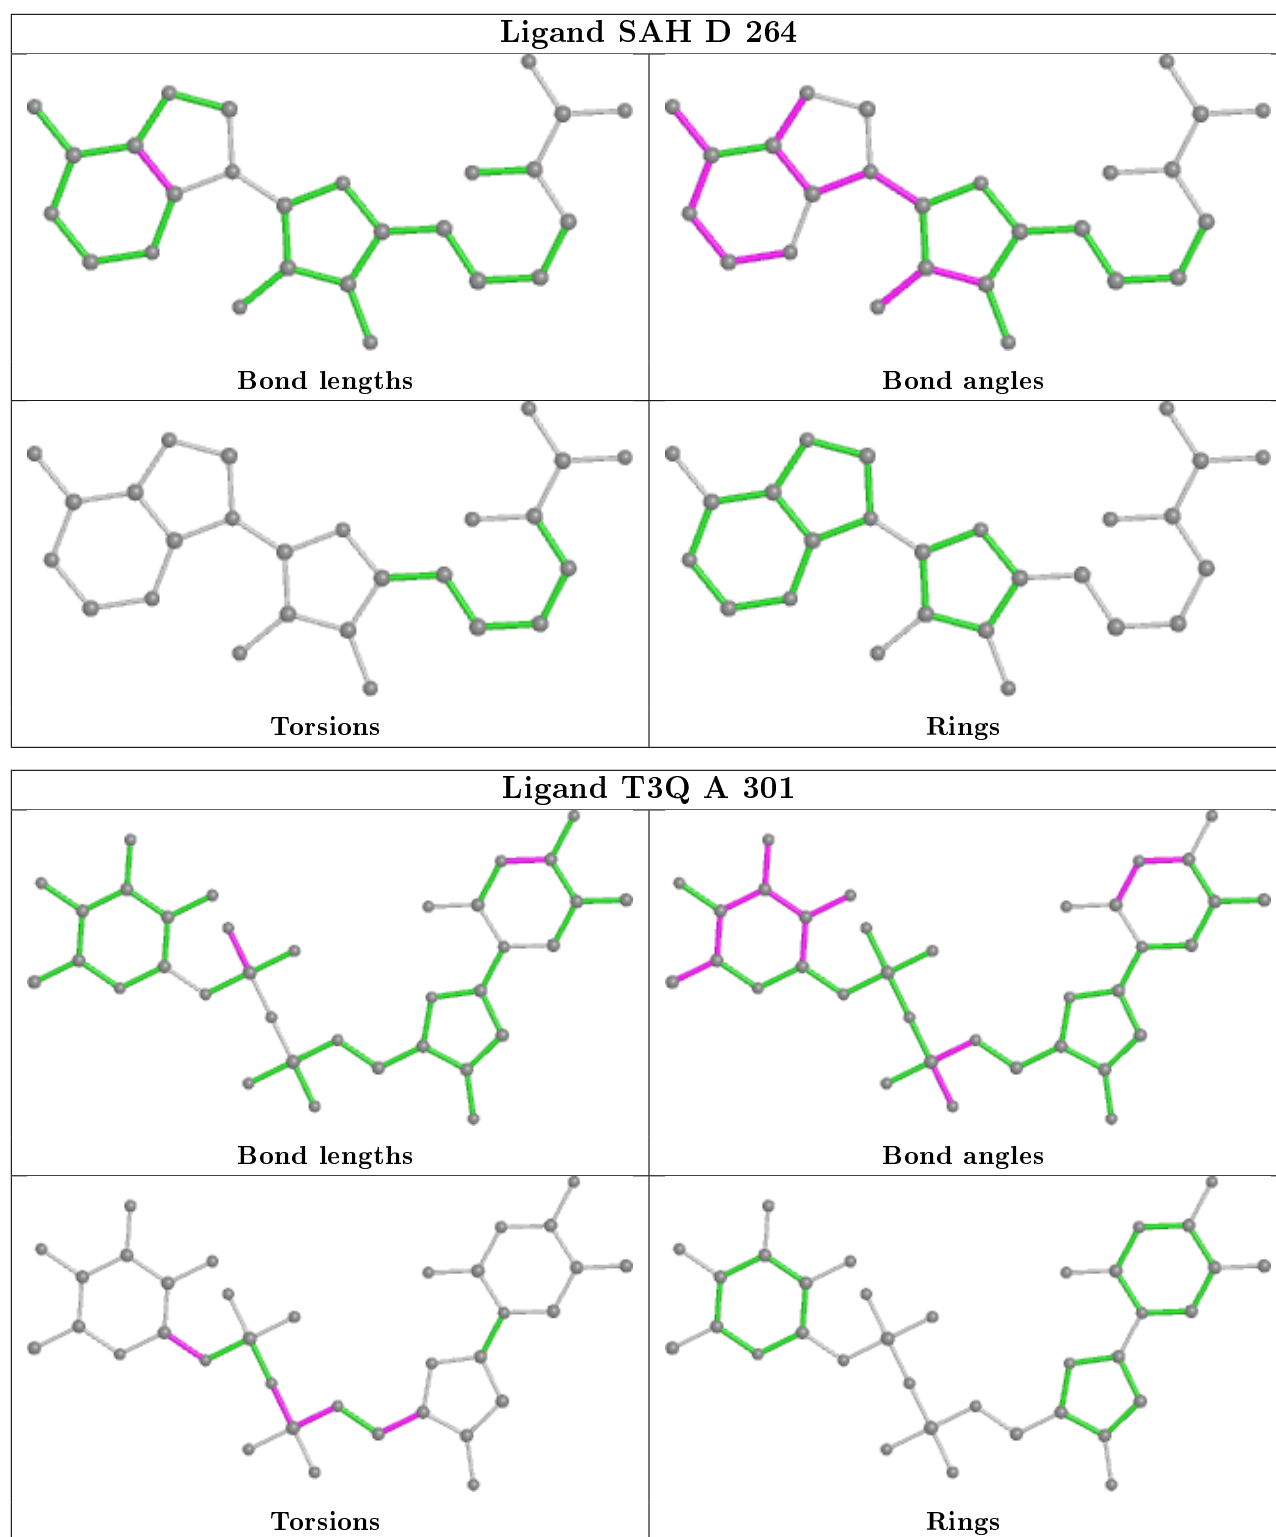 Ligand SAH D 264
Bond lengths
Bond angles
Torsions
Rings
Ligand T3Q A 301
Bond lengths
Bond angles
Torsions
Rings